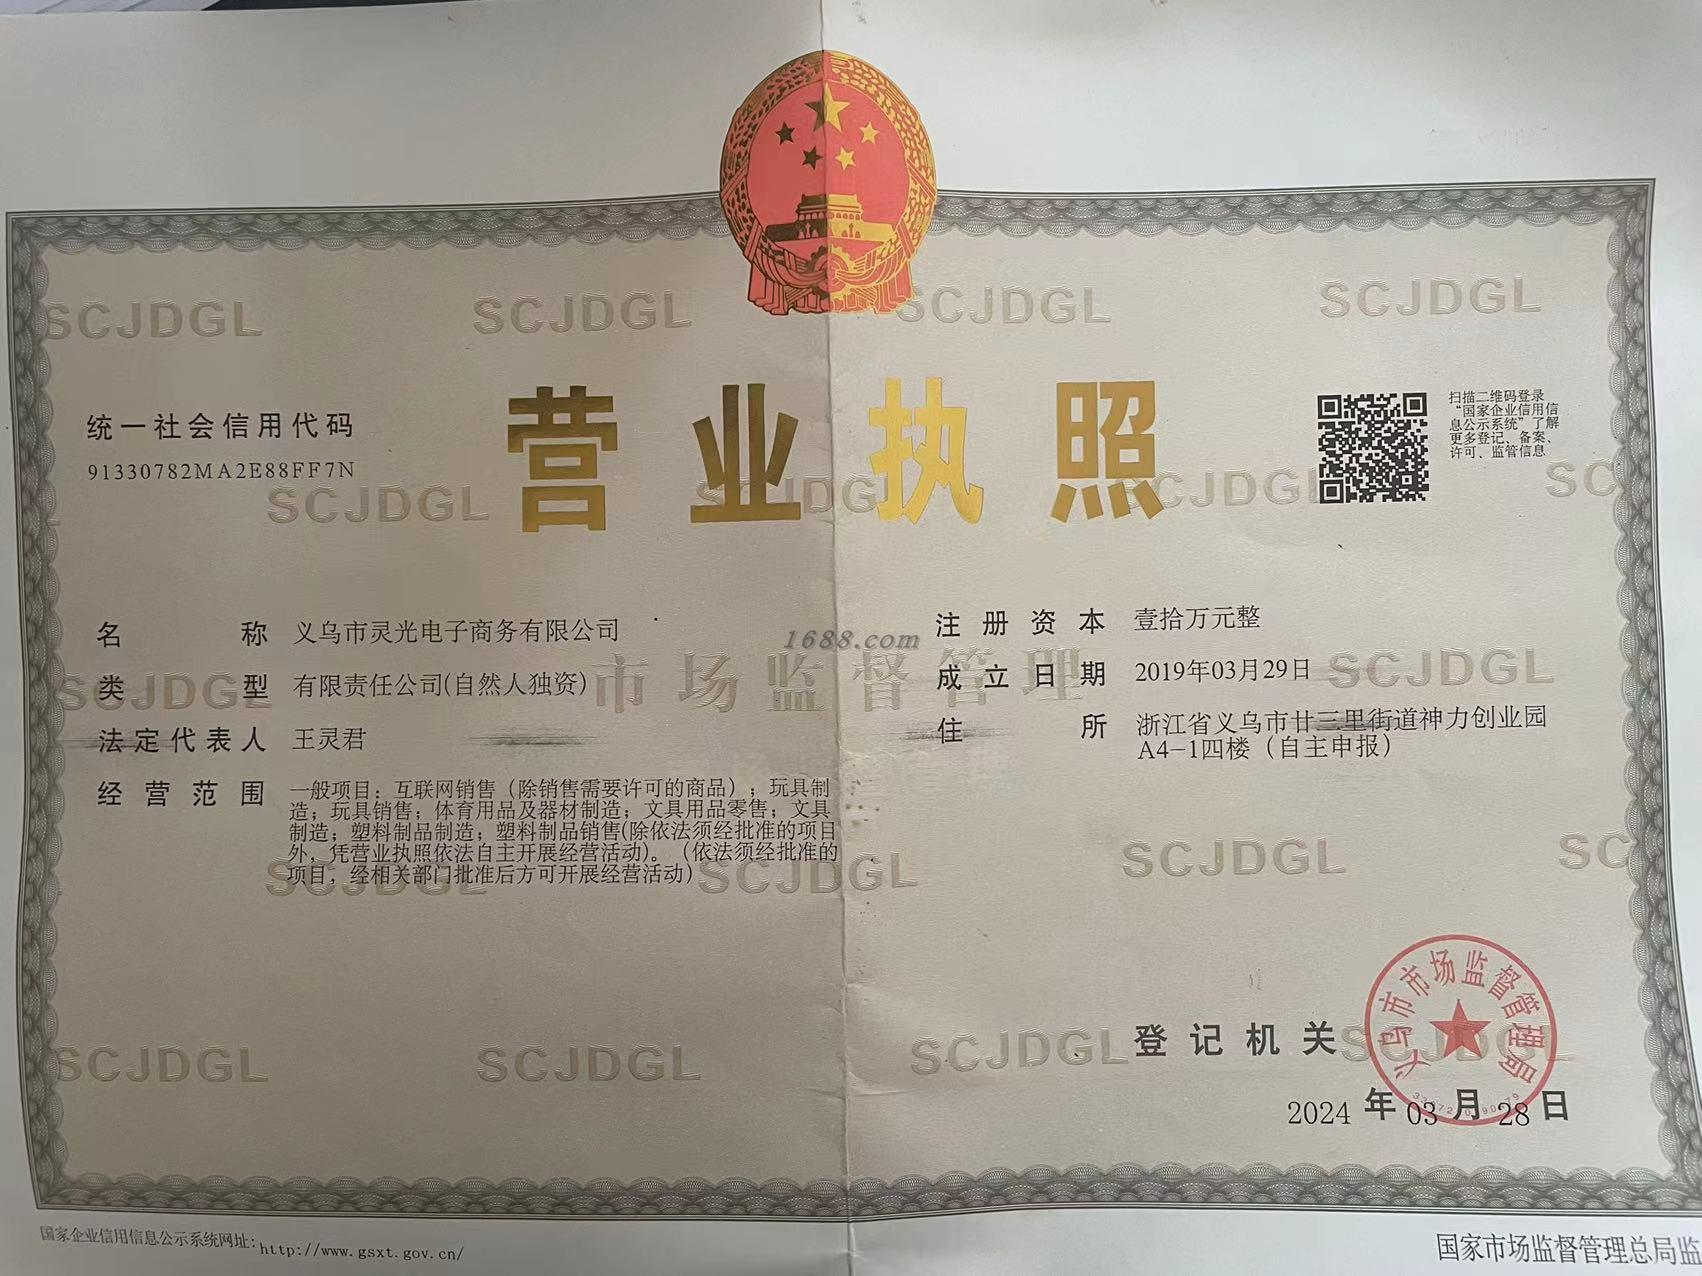 SCJDGL SCJDGL SCJDGL SCJDGL
营业执照
统一社会信用代码
91330782MA2E88FF7N
扫描二维码登录
“国家企业信用信
息公示系统”了解
更多登记、备案、
许可、监管信息
SCJDGL
名称 义乌市灵光电子商务有限公司
类型 有限责任公司(自然人独资)
法定代表人 王灵君
经营范围 一般项目：互联网销售（除销售需要许可的商品）；玩具制
造；玩具销售；体育用品及器材制造；文具用品零售；文具
制造；塑料制品制造；塑料制品销售(除依法须经批准的项目
外，凭营业执照依法自主开展经营活动)。（依法须经批准的
项目，经相关部门批准后方可开展经营活动）
注册资本 壹拾万元整
成立日期 2019年03月29日
住所 浙江省义乌市廿三里街道神力创业园
A4-1四楼（自主申报）
1688.com
市场监督管理
SCJDGL SCJDGL
SCJDGL SCJDGL SCJDGL
SCJDGL SCJDGL SCJDGL SCJDGL
登记机关
义乌市市场监督管理局
2024年03月28日
国家企业信用信息公示系统网址：http://www.gsxt.gov.cn/
国家市场监督管理总局监